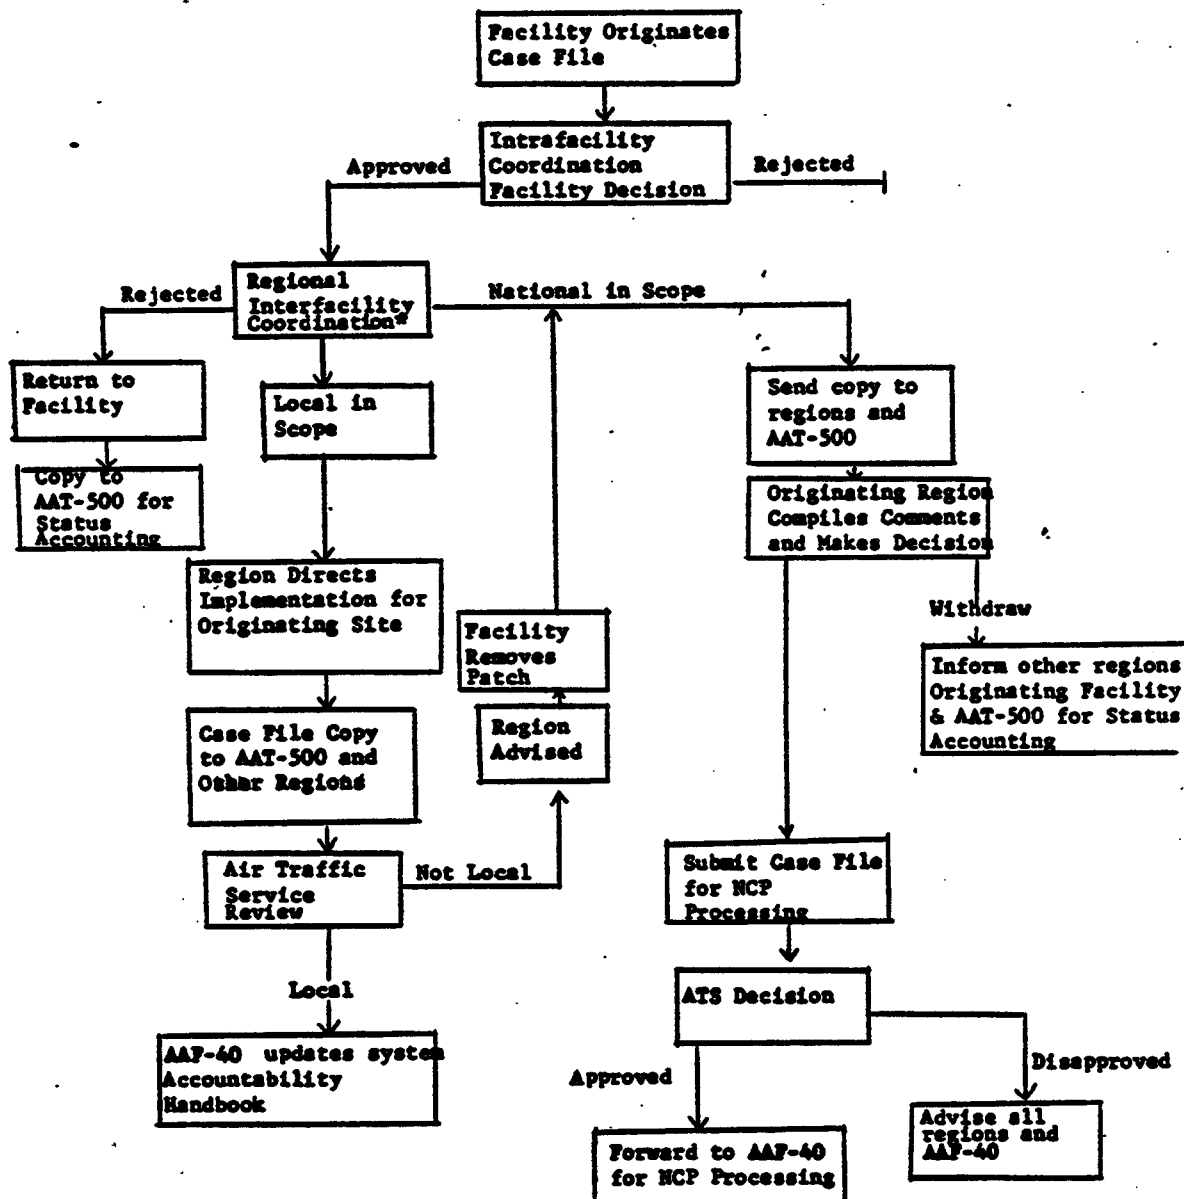 Facility Originates
Case File
Intrafacility
Coordination
Facility Decision
Approved
Rejected
Regional
Interfacility
Coordination*
Rejected
National in Scope
Return to
Facility
Copy to
AAT-500 for
Status
Accounting
Local in
Scope
Send copy to
regions and
AAT-500
Originating Region
Compiles Comments
and Makes Decision
Region Directs
Implementation for
Originating Site
Facility
Removes
Patch
Withdraw
Inform other regions
Originating Facility
& AAT-500 for Status
Accounting
Case File Copy
to AAT-500 and
Other Regions
Region
Advised
Air Traffic
Service
Review
Not Local
Submit Case File
for NCP
Processing
Local
ATS Decision
AAF-40 updates system
Accountability
Handbook
Approved
Disapproved
Forward to AAF-40
for NCP Processing
Advise all
regions and
AAF-40